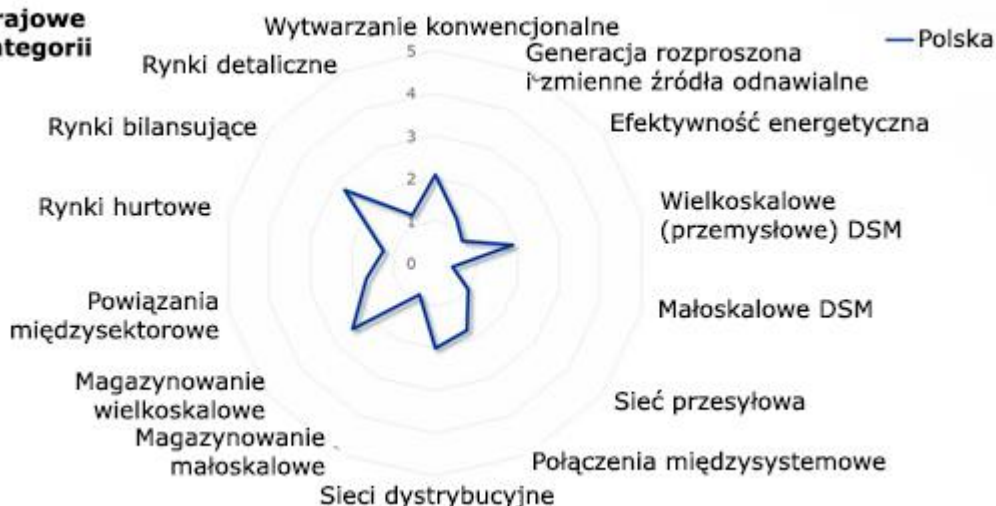 rajowe
ategorii
Wytwarzanie konwencjonalne
Polska
Generacja rozproszona
i zmienne źródła odnawialne
Efektywność energetyczna
Wielkoskalowe
(przemysłowe) DSM
Małoskalowe DSM
Sieć przesyłowa
Połączenia międzysystemowe
Sieci dystrybucyjne
Magazynowanie
małoskalowe
Magazynowanie
wielkoskalowe
Powiązania
międzysektorowe
Rynki hurtowe
Rynki bilansujące
Rynki detaliczne
5
4
3
2
1
0